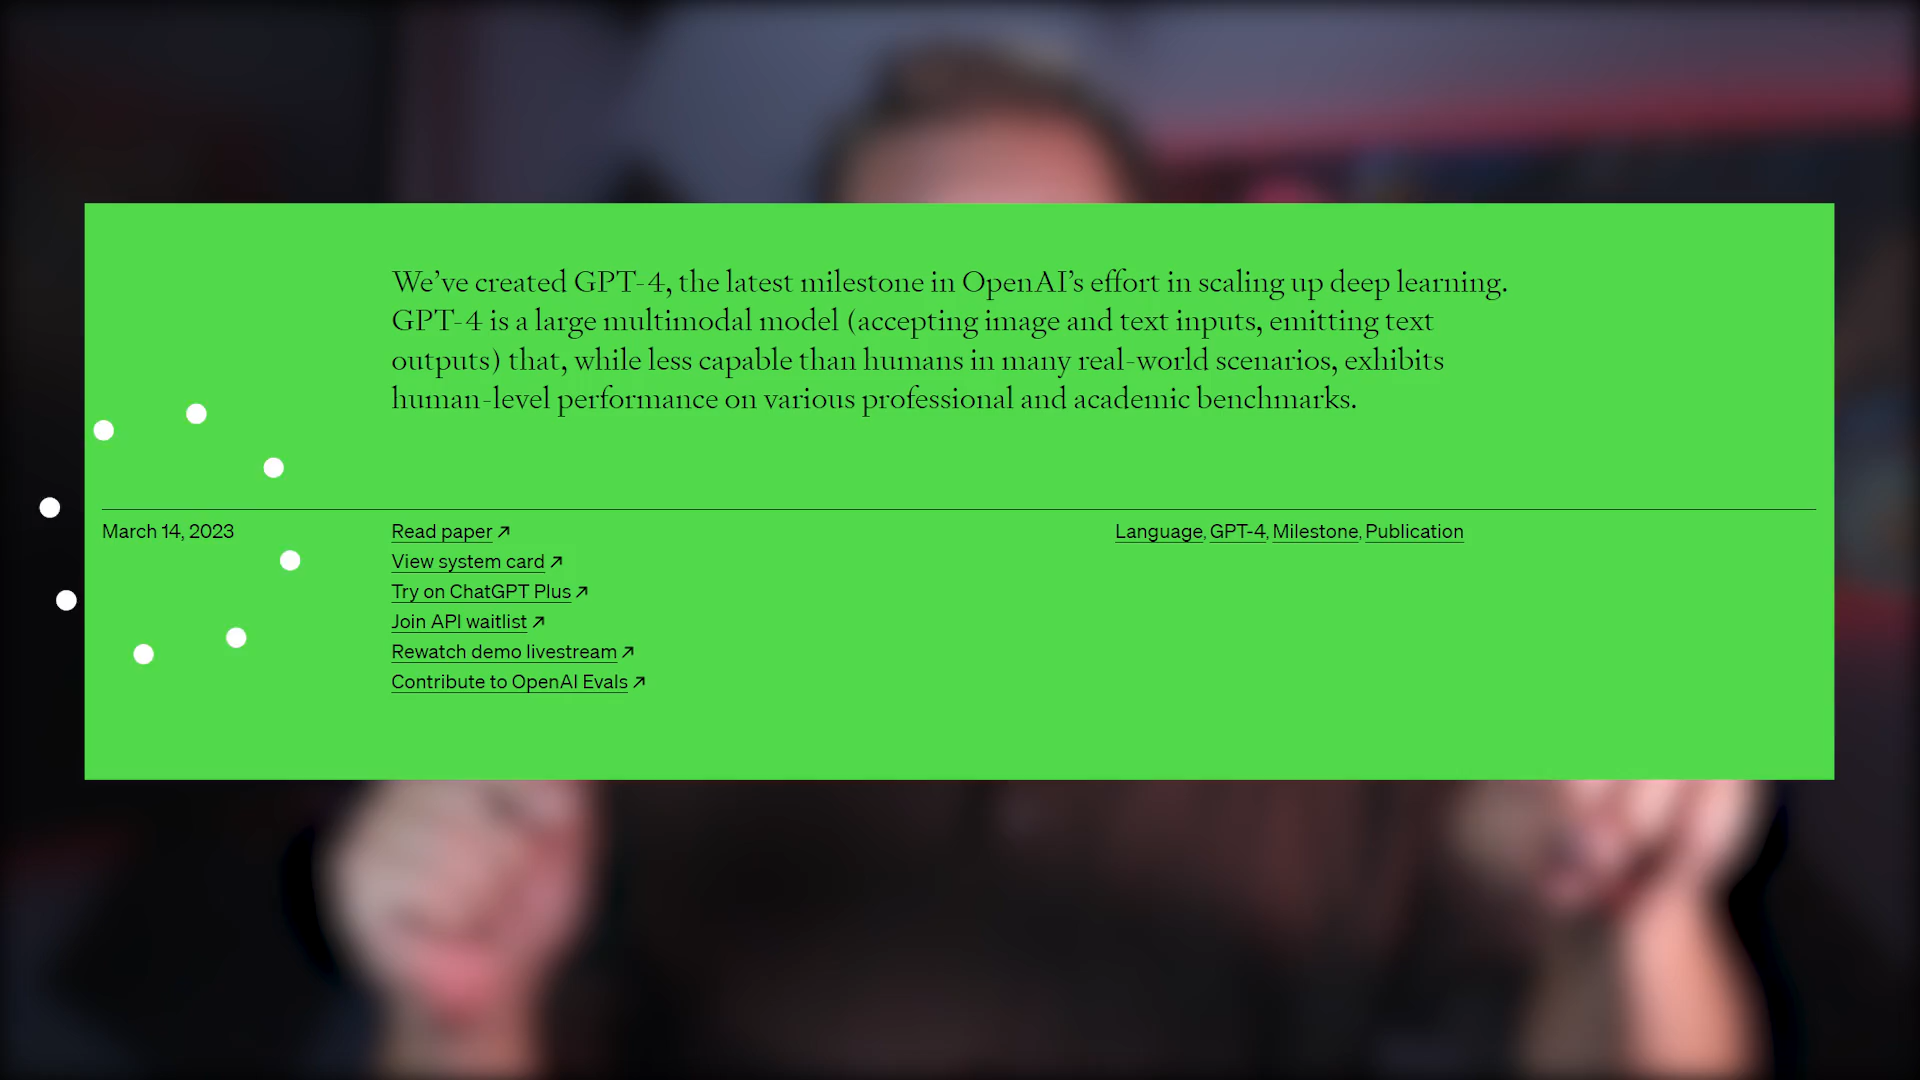 We’ve created GPT-4, the latest milestone in OpenAI’s effort in scaling up deep learning.
GPT-4 is a large multimodal model (accepting image and text inputs, emitting text
outputs) that, while less capable than humans in many real-world scenarios, exhibits
human-level performance on various professional and academic benchmarks.
March 14, 2023
Read paper ↗
View system card ↗
Try on ChatGPT Plus ↗
Join API waitlist ↗
Rewatch demo livestream ↗
Contribute to OpenAI Evals ↗
Language, GPT-4, Milestone, Publication